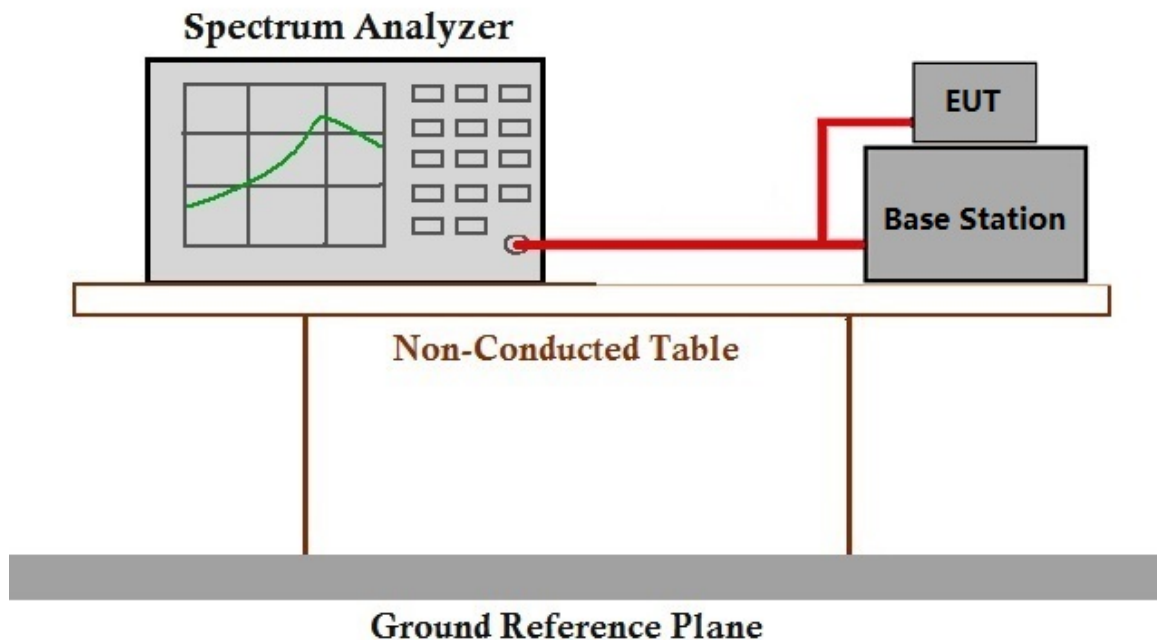 Spectrum Analyzer
EUT
Base Station
Non-Conducted Table
Ground Reference Plane